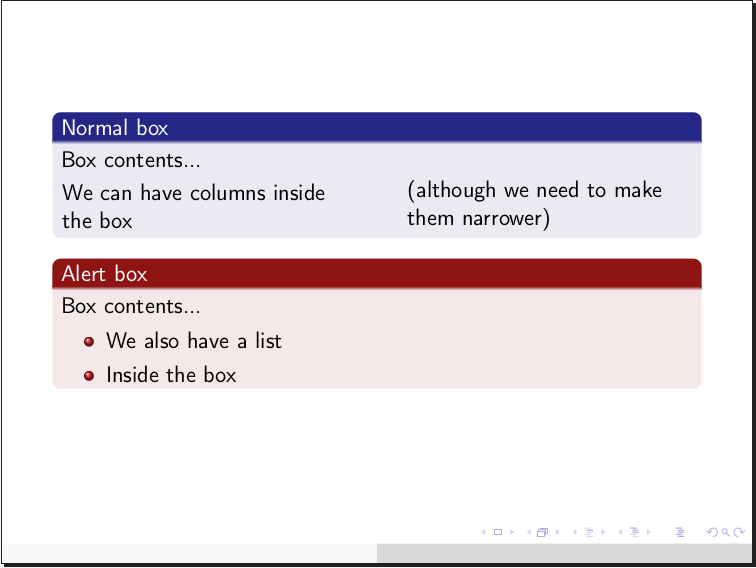 Normal box
Box contents...
We can have columns inside
the box
(although we need to make
them narrower)
Alert box
Box contents...
We also have a list
Inside the box